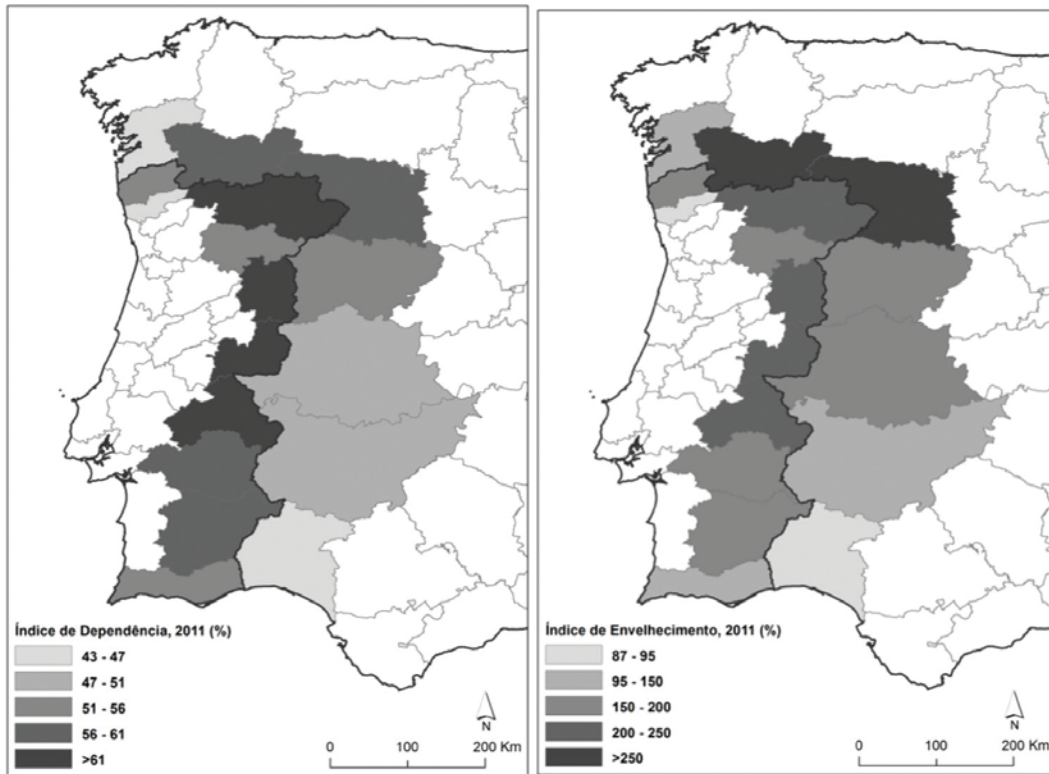 Índice de Dependência, 2011 (%)
43 - 47
47 - 51
51 - 56
56 - 61
>61
N
0 100 200 Km
Índice de Envelhecimento, 2011 (%)
87 - 95
95 - 150
150 - 200
200 - 250
>250
N
0 100 200 Km